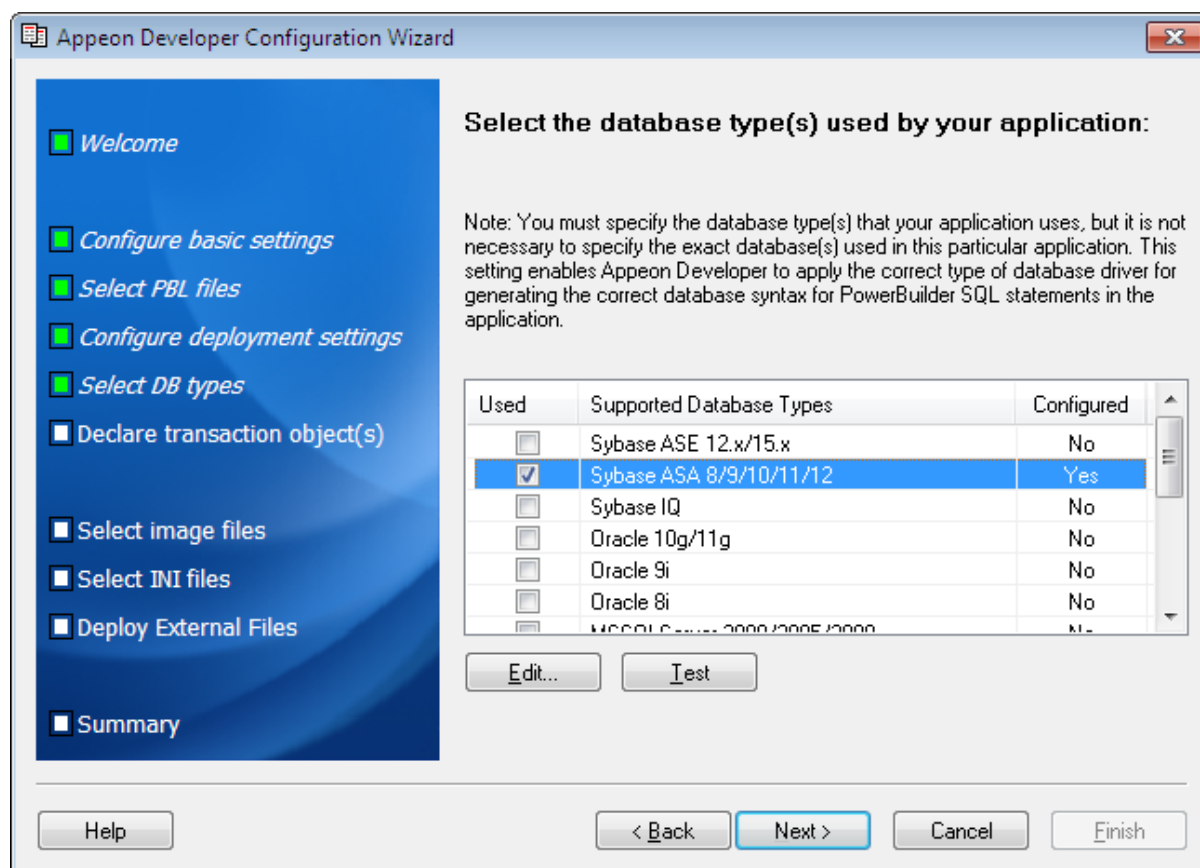 Appeon Developer Configuration Wizard
Welcome
Configure basic settings
Select PBL files
Configure deployment settings
Select DB types
Declare transaction object(s)
Select image files
Select INI files
Deploy External Files
Summary
Select the database type(s) used by your application:
Note: You must specify the database type(s) that your application uses, but it is not
necessary to specify the exact database(s) used in this particular application. This
setting enables Appeon Developer to apply the correct type of database driver for
generating the correct database syntax for PowerBuilder SQL statements in the
application.
Used Supported Database Types Configured
Sybase ASE 12.x/15.x No
Sybase ASA 8/9/10/11/12 Yes
Sybase IQ No
Oracle 10g/11g No
Oracle 9i No
Oracle 8i No
Edit... Test
Help < Back Next > Cancel Finish